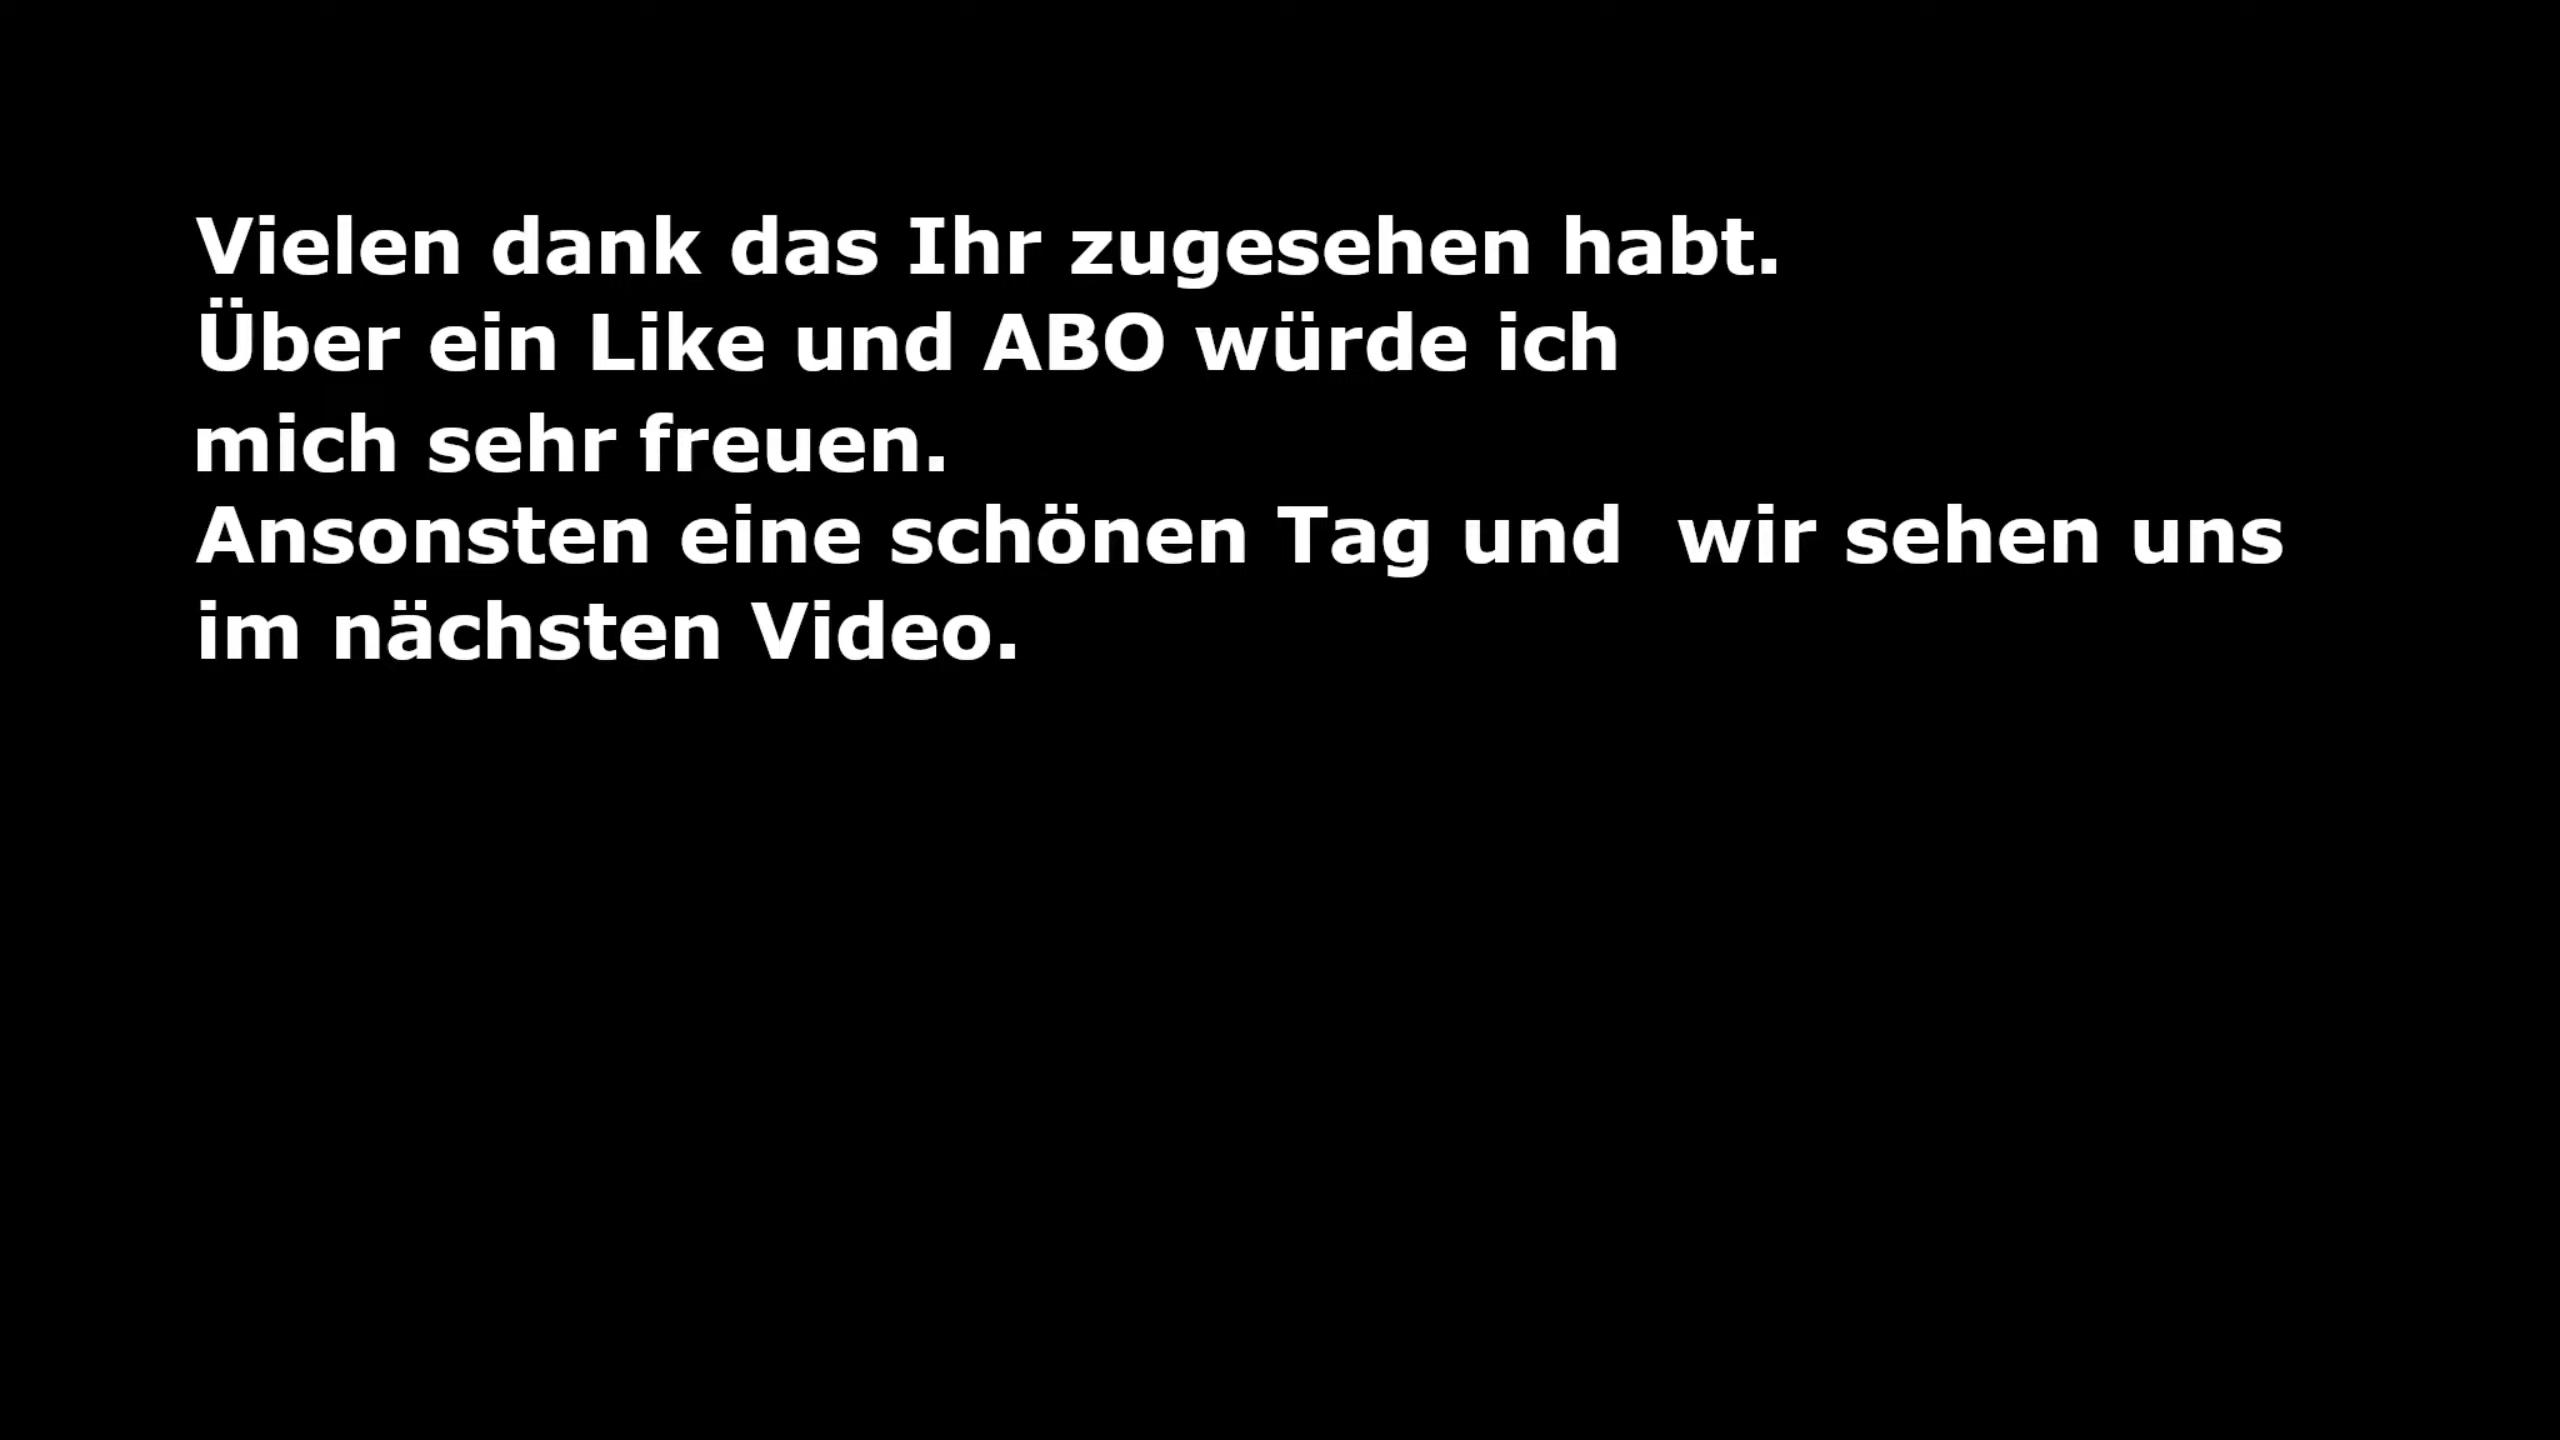 Vielen dank das Ihr zugesehen habt.
Über ein Like und ABO würde ich
mich sehr freuen.
Ansonsten eine schönen Tag und  wir sehen uns
im nächsten Video.